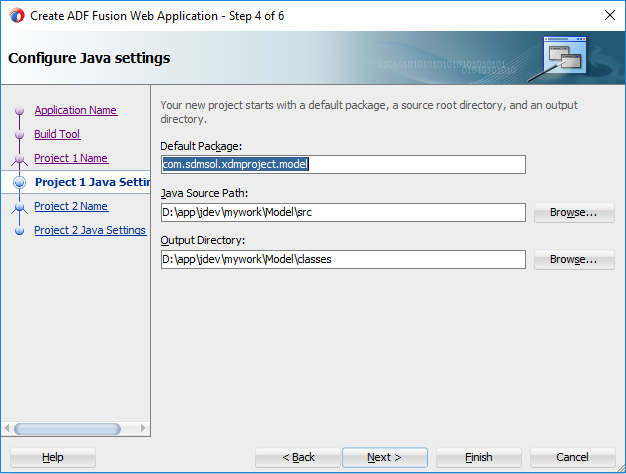 Create ADF Fusion Web Application - Step 4 of 6
Configure Java settings
Application Name
Build Tool
Project 1 Name
Project 1 Java Settin
Project 2 Name
Project 2 Java Settings
Your new project starts with a default package, a source root directory, and an output
directory.
Default Package:
com.sdmsol.xdmproject.model
Java Source Path:
D:\app\jdev\mywork\Model\src
Browse...
Output Directory:
D:\app\jdev\mywork\Model\classes
Browse...
Help
< Back
Next >
Finish
Cancel